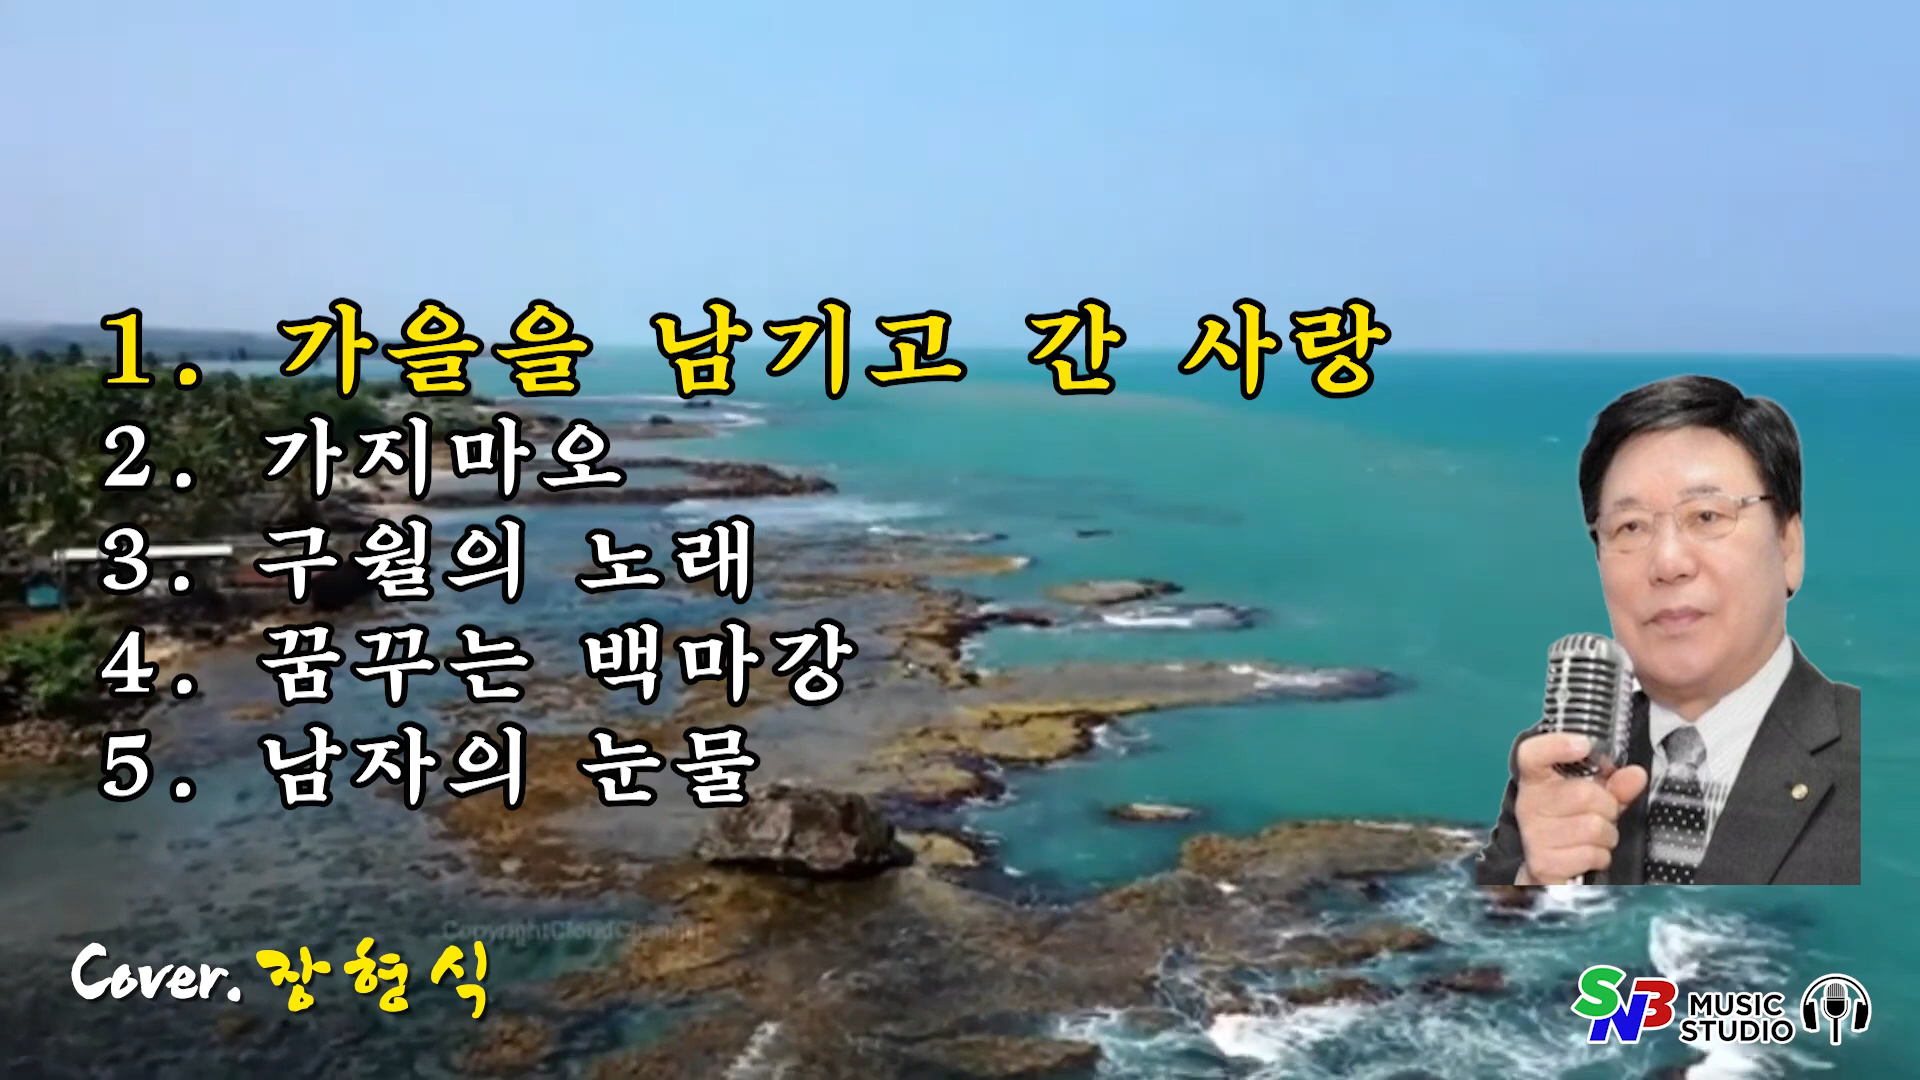 1. 가을을 남기고 간 사랑
2. 가지마오
3. 구월의 노래
4. 꿈꾸는 백마강
5. 남자의 눈물
CopyrightCloudChannel
Cover. 장형식
SNB MUSIC STUDIO